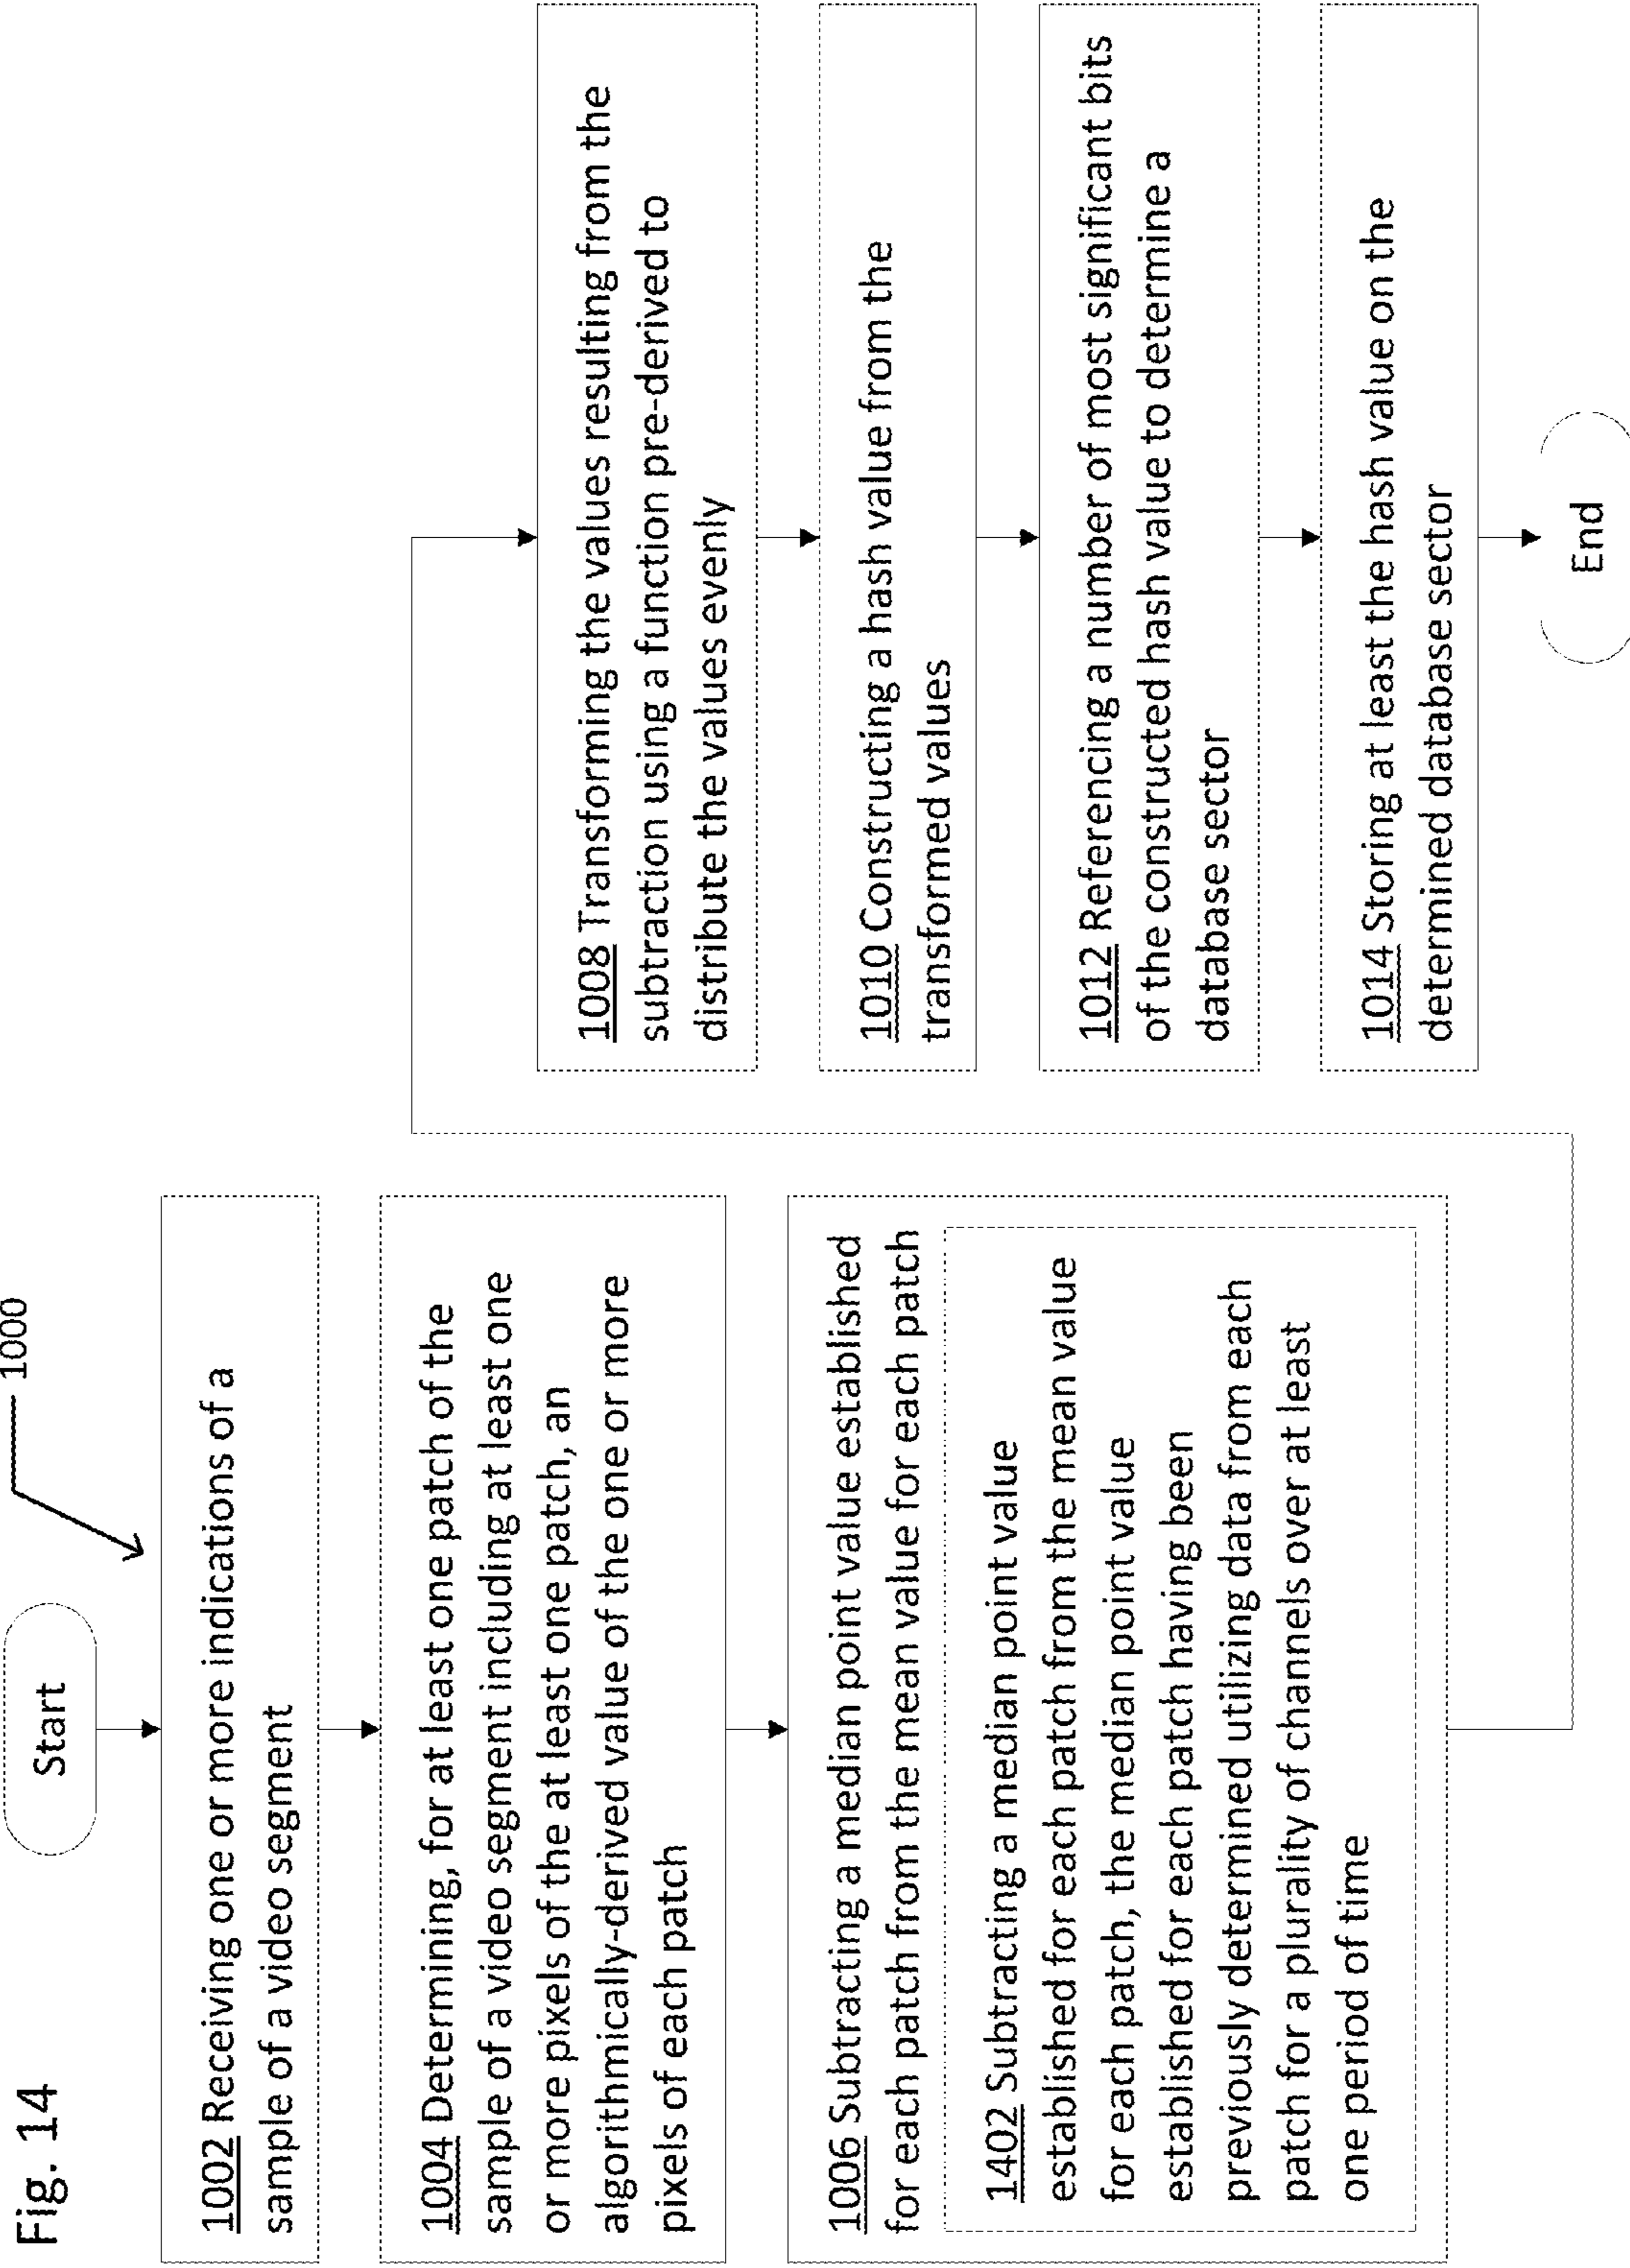 Fig. 14
Start
1000
1002 Receiving one or more indications of a
sample of a video segment
1004 Determining, for at least one patch of the
sample of a video segment including at least one
or more pixels of the at least one patch, an
algorithmically-derived value of the one or more
pixels of each patch
1006 Subtracting a median point value established
for each patch from the mean value for each patch
1402 Subtracting a median point value
established for each patch from the mean value
for each patch, the median point value
established for each patch having been
previously determined utilizing data from each
patch for a plurality of channels over at least
one period of time
1008 Transforming the values resulting from the
subtraction using a function pre-derived to
distribute the values evenly
1010 Constructing a hash value from the
transformed values
1012 Referencing a number of most significant bits
of the constructed hash value to determine a
database sector
1014 Storing at least the hash value on the
determined database sector
End